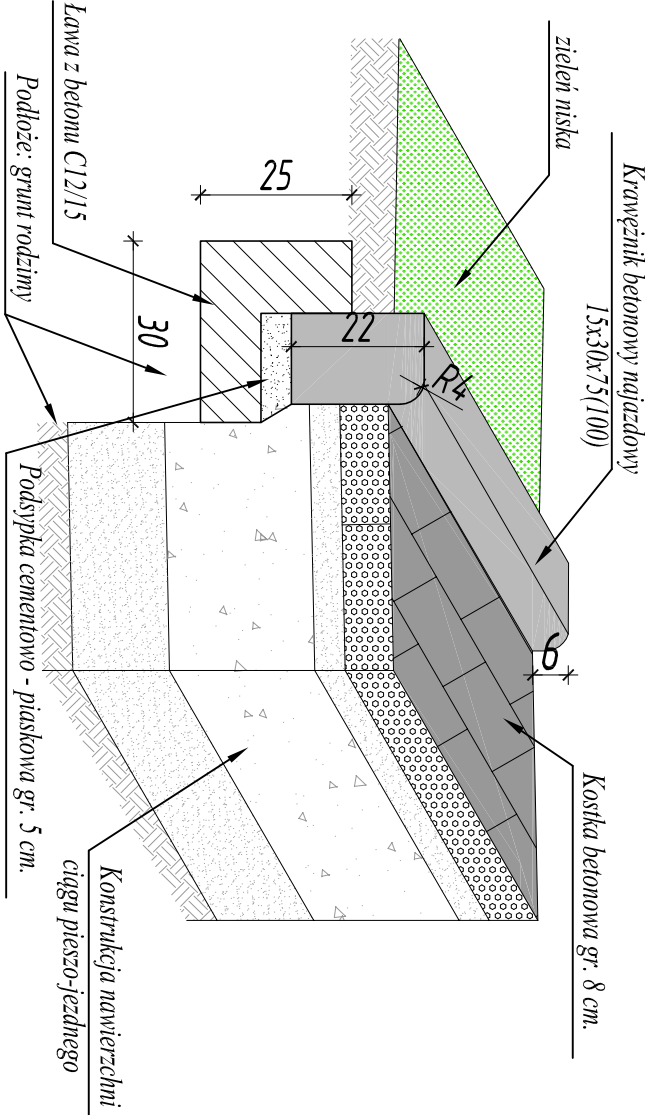 zieleń niska
Krawężnik betonowy najazdowy
15x30x75(100)
Kostka betonowa gr. 8 cm.
Konstrukcja nawierzchni
ciągu pieszo-jezdnego
Podsypka cementowo - piaskowa gr. 5 cm.
Ława z betonu C12/15
Podłoże: grunt rodzimy
25
30
22
R4
6